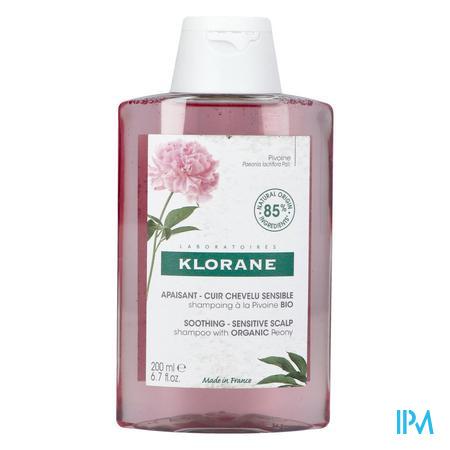 Pivoine
Paeonia lactiflora Pall.
NATURAL ORIGIN
85%
INGREDIENTS*
LABORATOIRES
KLORANE
APAISANT - CUIR CHEVELU SENSIBLE
shampoing à la Pivoine BIO
SOOTHING - SENSITIVE SCALP
shampoo with ORGANIC Peony
200 ml ℮
6.7 fl.oz.
Made in France
IPM